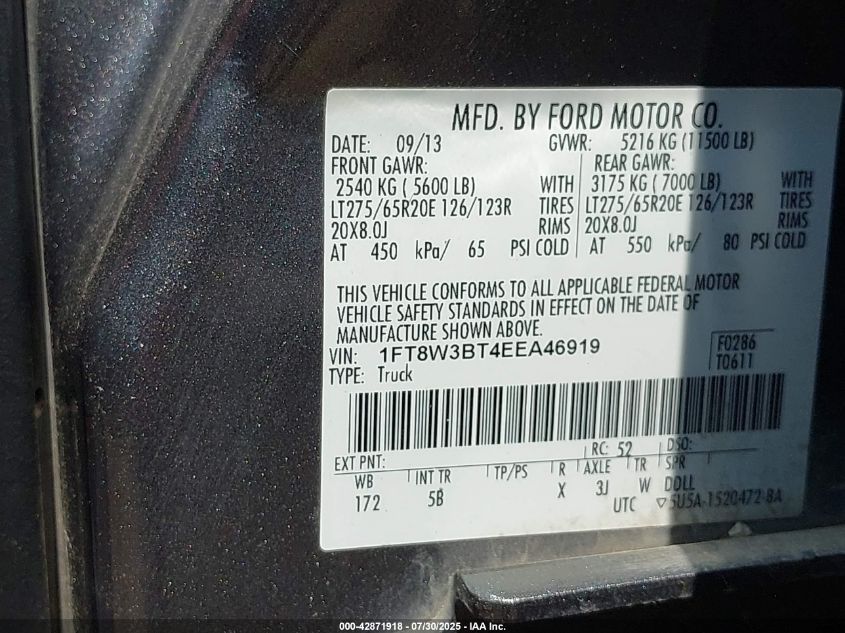 MFD. BY FORD MOTOR CO.
DATE: 09/13 GVWR: 5216 KG (11500 LB)
FRONT GAWR: REAR GAWR:
2540 KG ( 5600 LB) WITH 3175 KG ( 7000 LB) WITH
LT275/65R20E 126/123R TIRES LT275/65R20E 126/123R TIRES
20X8.0J RIMS 20X8.0J RIMS
AT 450 kPa/ 65 PSI COLD AT 550 kPa/ 80 PSI COLD
THIS VEHICLE CONFORMS TO ALL APPLICABLE FEDERAL MOTOR
VEHICLE SAFETY STANDARDS IN EFFECT ON THE DATE OF
MANUFACTURE SHOWN ABOVE.
VIN: 1FT8W3BT4EEA46919 F0286
TYPE: Truck T0611
RC: 52 DSO:
EXT PNT:
WB INT TR TP/PS R AXLE TR SPR
172 5B X 3J W DOLL
UTC ▽5U5A-1520472-BA
000-42871918 - 07/30/2025 - IAA Inc.